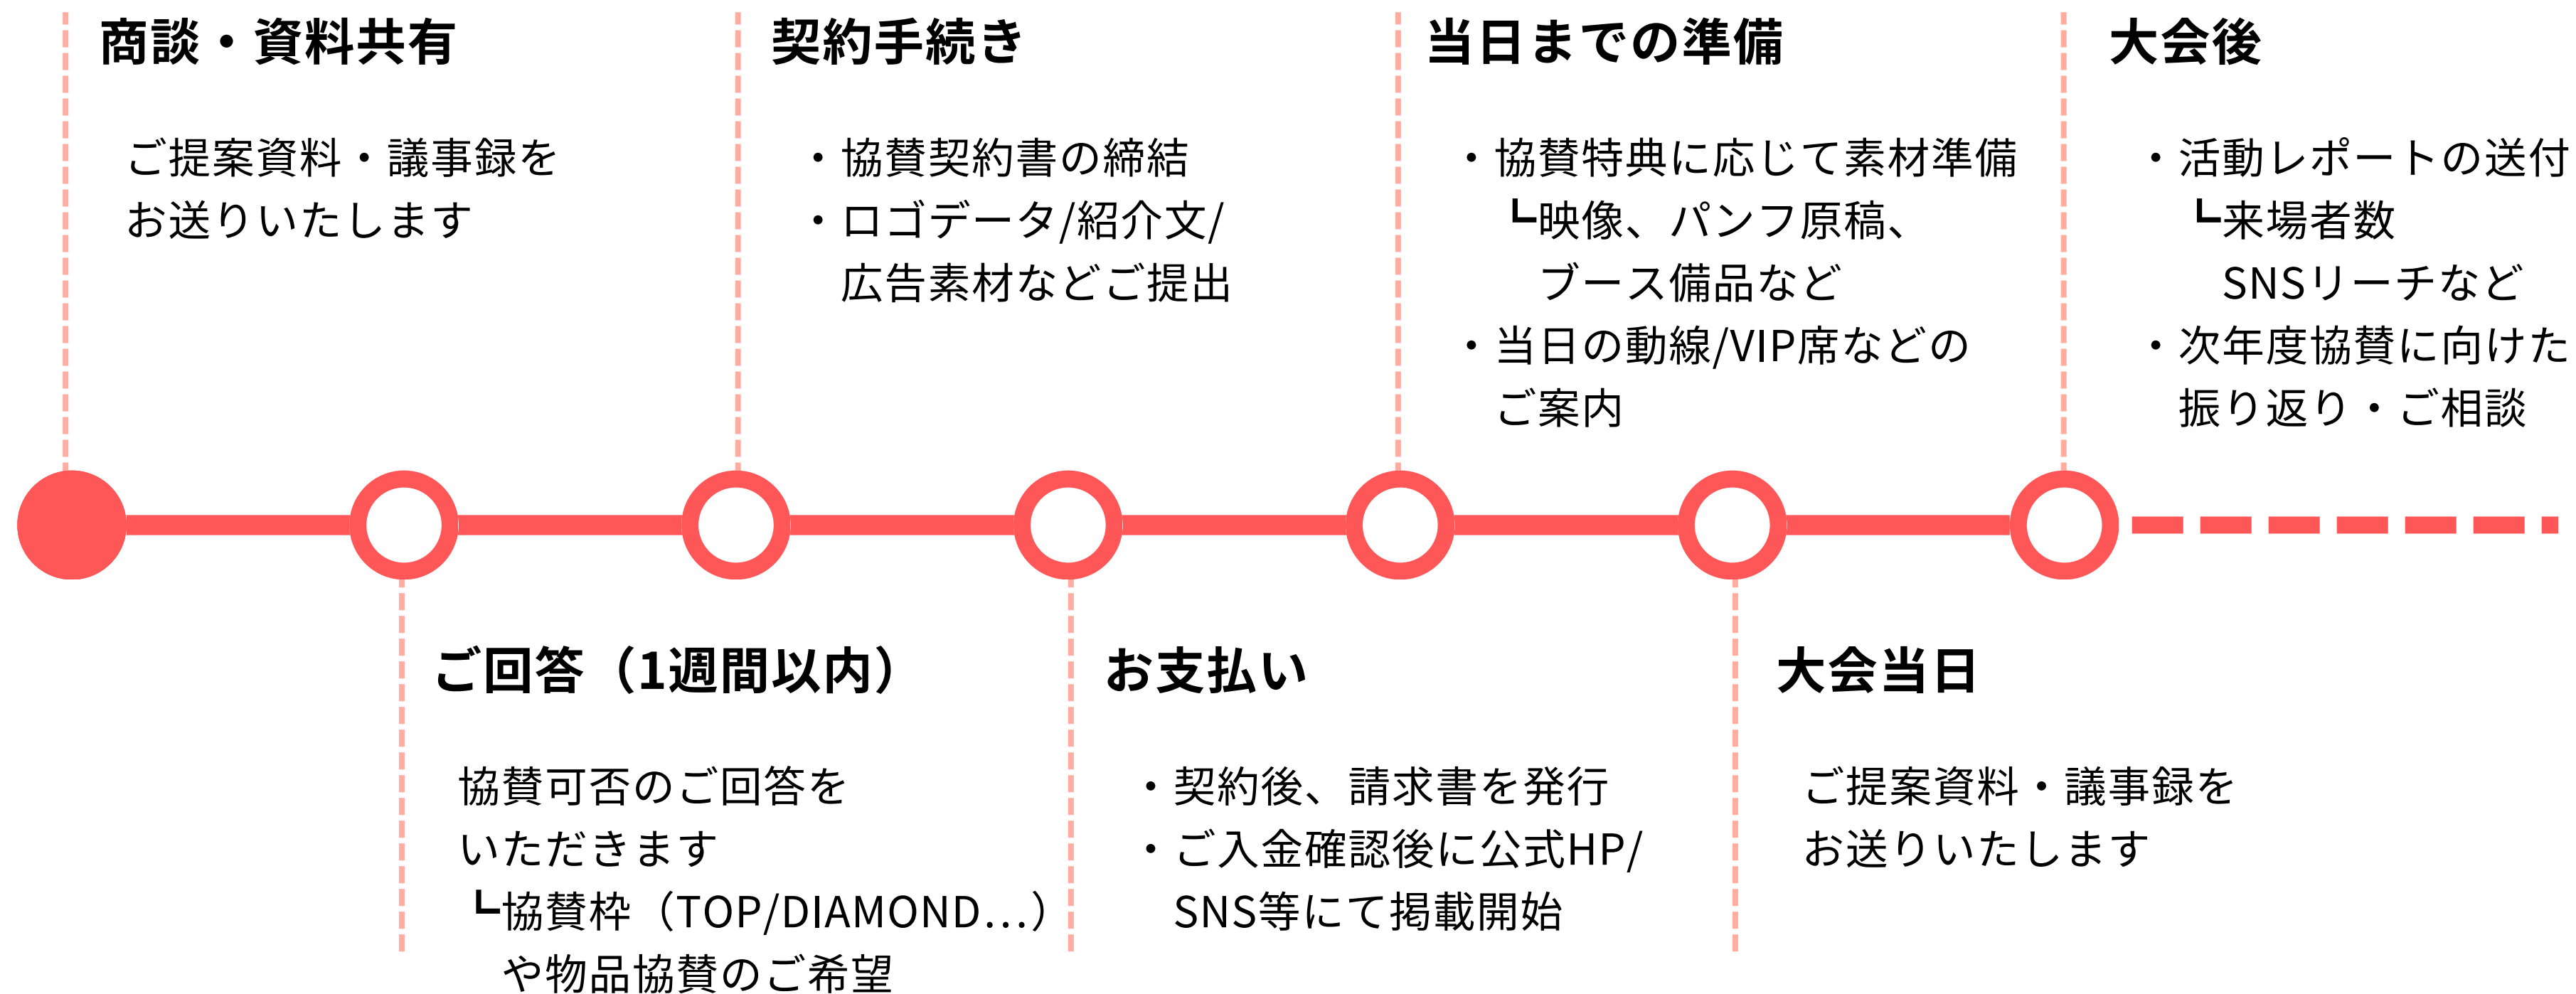 商談・資料共有
ご提案資料・議事録を
お送りいたします
ご回答（1週間以内）
協賛可否のご回答を
いただきます
┗協賛枠（TOP/DIAMOND…）
や物品協賛のご希望
契約手続き
・協賛契約書の締結
・ロゴデータ/紹介文/
広告素材などご提出
お支払い
・契約後、請求書を発行
・ご入金確認後に公式HP/
SNS等にて掲載開始
当日までの準備
・協賛特典に応じて素材準備
┗映像、パンフ原稿、
ブース備品など
・当日の動線/VIP席などの
ご案内
大会当日
ご提案資料・議事録を
お送りいたします
大会後
・活動レポートの送付
┗来場者数
SNSリーチなど
・次年度協賛に向けた
振り返り・ご相談